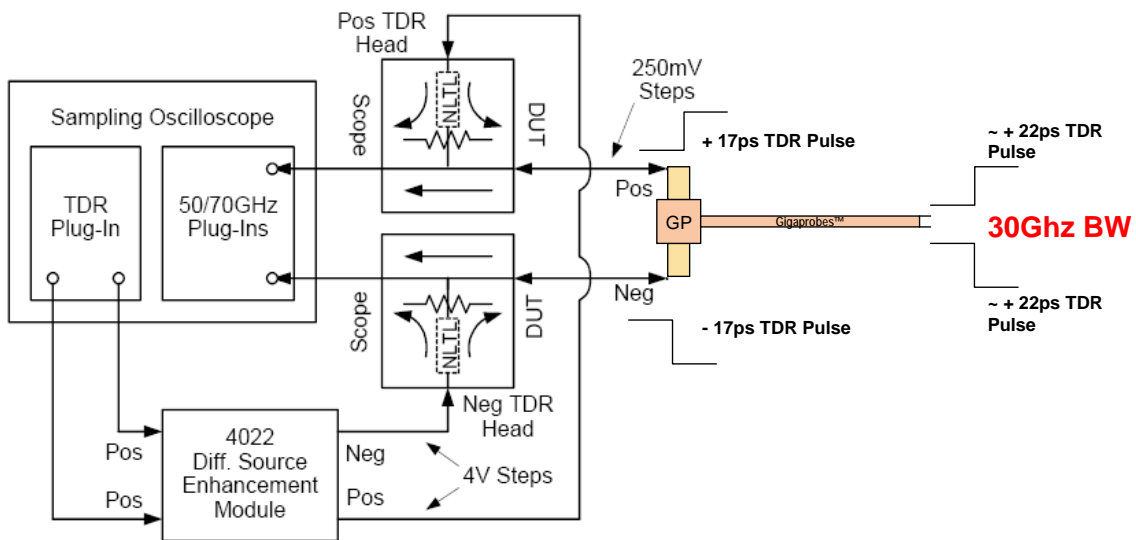 Pos TDR
Head
250mV
Steps
Sampling Oscilloscope
TDR
Plug-In
50/70GHz
Plug-Ins
Scope
NLTL
DUT
+ 17ps TDR Pulse
Pos
GP
Gigaprobes™
~ + 22ps TDR
Pulse
30Ghz BW
Scope
NLTL
DUT
Neg
- 17ps TDR Pulse
~ + 22ps TDR
Pulse
Neg TDR
Head
Pos
Pos
4022
Diff. Source
Enhancement
Module
Neg
Pos
4V Steps